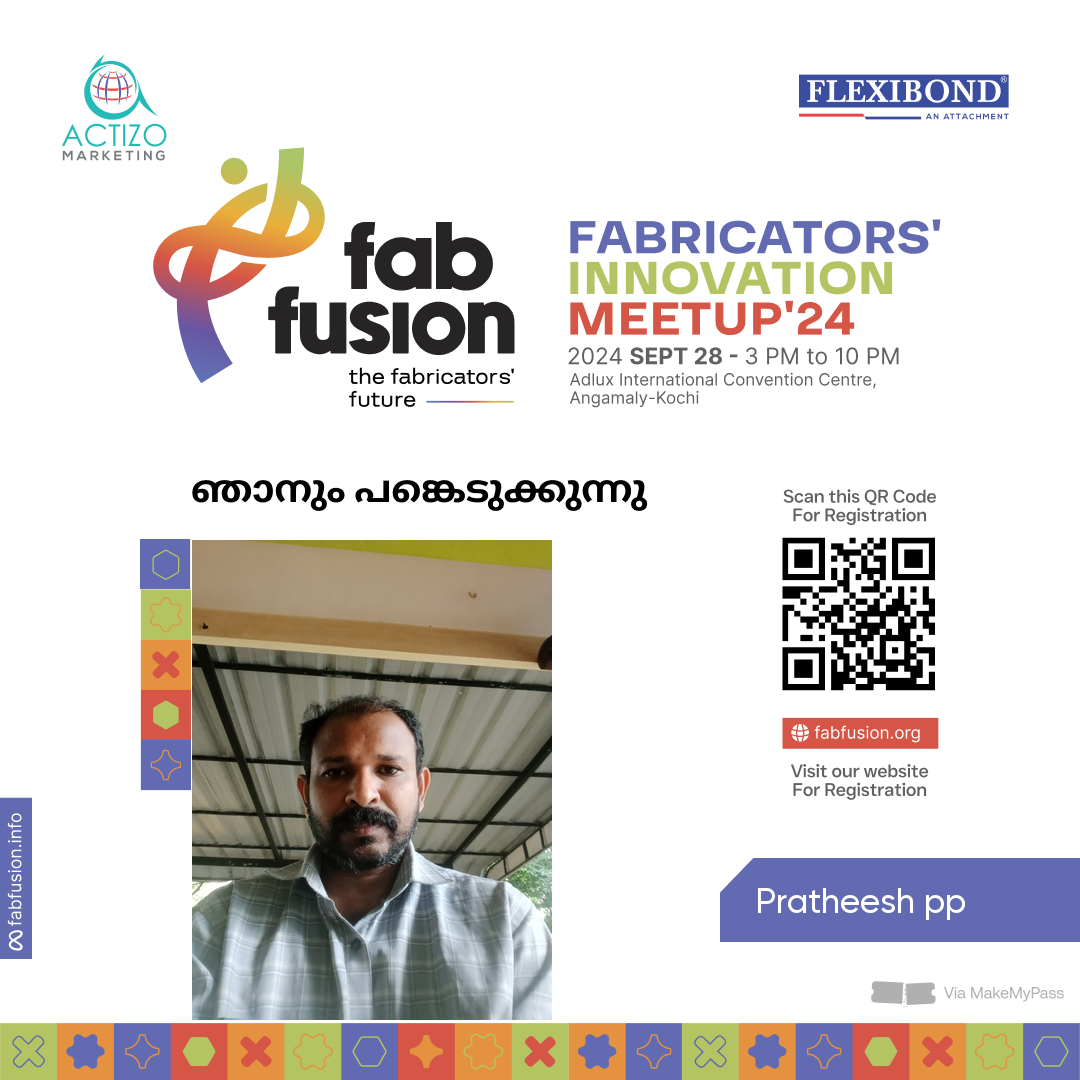 ACTIZO
MARKETING
FLEXIBOND®
AN ATTACHMENT
fab
fusion
the fabricators'
future
FABRICATORS'
INNOVATION
MEETUP'24
2024 SEPT 28 - 3 PM to 10 PM
Adlux International Convention Centre,
Angamaly-Kochi
ഞാനും പങ്കെടുക്കുന്നു
Scan this QR Code
For Registration
fabfusion.org
Visit our website
For Registration
fabfusion.info
Pratheesh pp
Via MakeMyPass